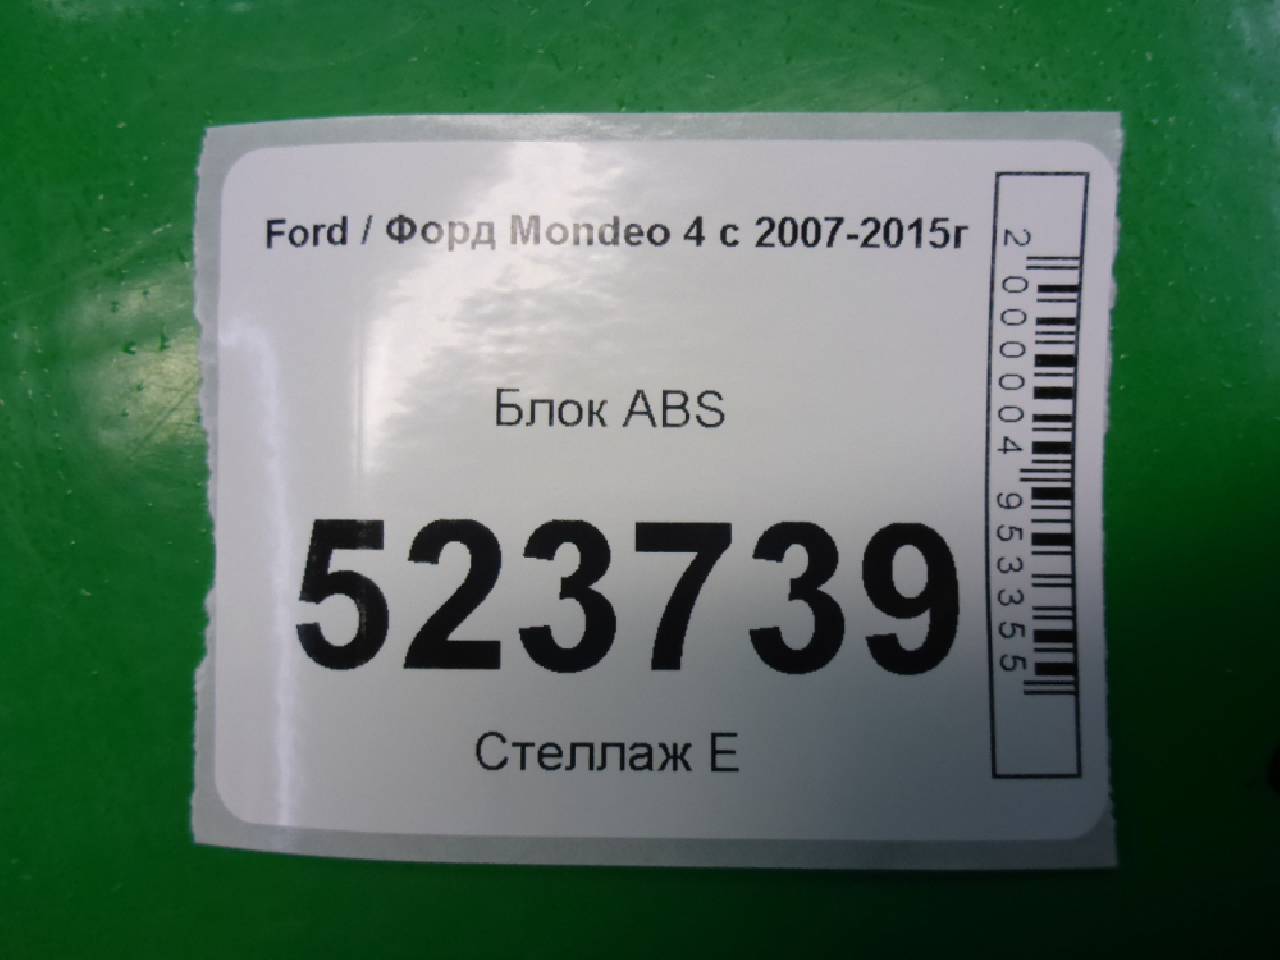 Ford / Форд Mondeo 4 с 2007-2015г
Блок ABS
523739
Стеллаж Е
2000004953355